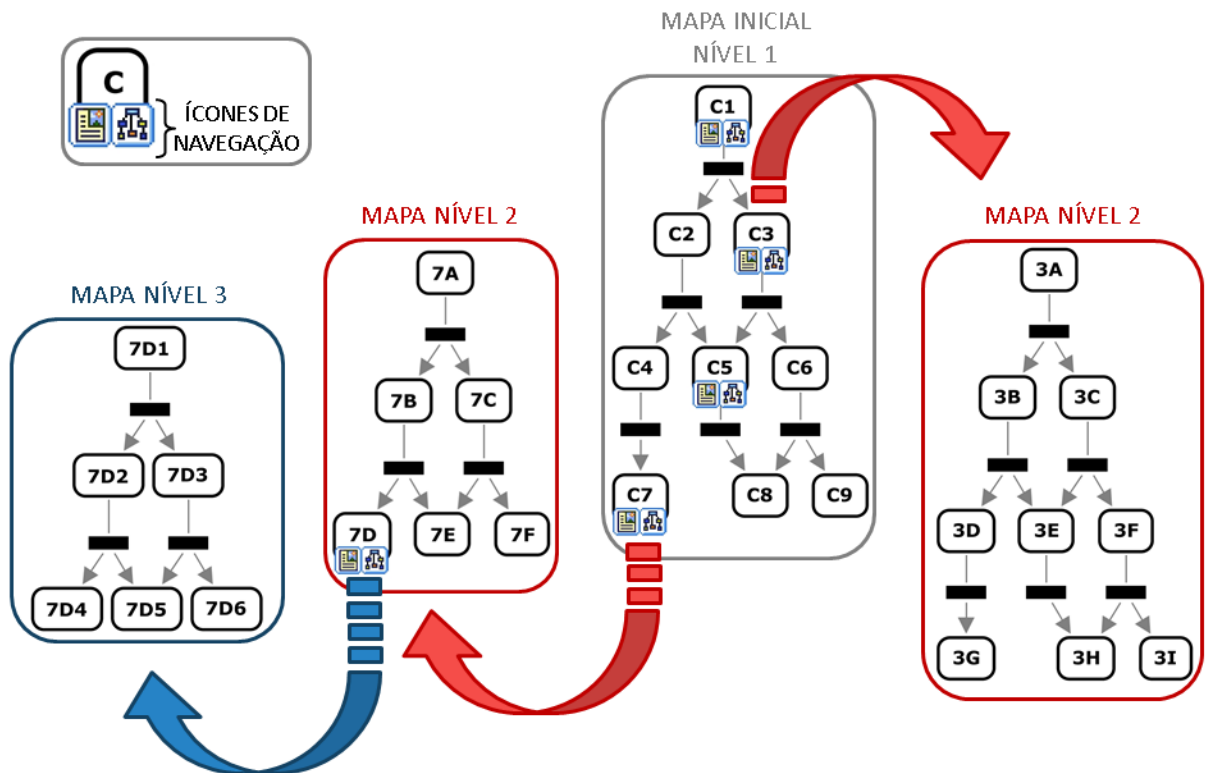 MAPA INICIAL
NÍVEL 1
C
ÍCONES DE
NAVEGAÇÃO
C1
C2
C3
C4
C5
C6
C7
C8
C9
MAPA NÍVEL 2
7A
7B
7C
7D
7E
7F
MAPA NÍVEL 3
7D1
7D2
7D3
7D4
7D5
7D6
MAPA NÍVEL 2
3A
3B
3C
3D
3E
3F
3G
3H
3I